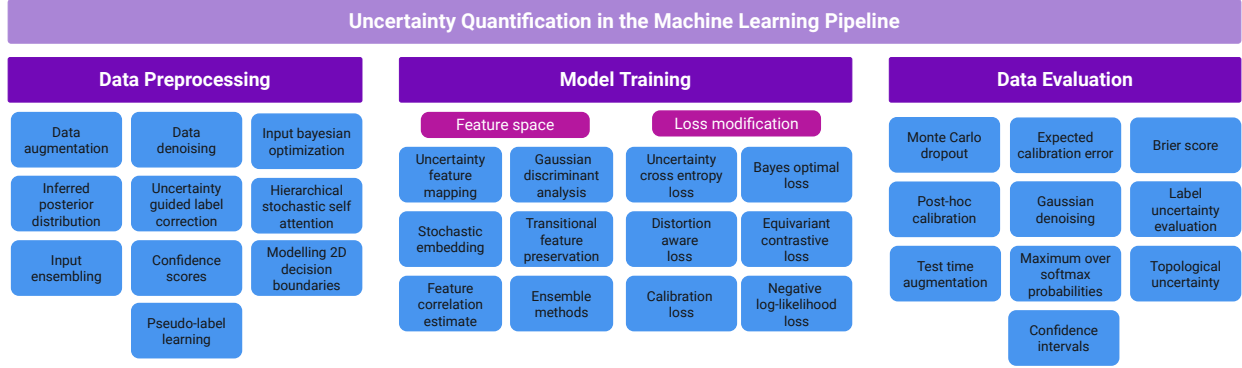 Uncertainty Quantification in the Machine Learning Pipeline
Data Preprocessing
Data
augmentation
Data
denoising
Input bayesian
optimization
Inferred
posterior
distribution
Uncertainty
guided label
correction
Hierarchical
stochastic self
attention
Input
ensembling
Confidence
scores
Modelling 2D
decision
boundaries
Pseudo-label
learning
Model Training
Feature space
Uncertainty
feature
mapping
Gaussian
discriminant
analysis
Stochastic
embedding
Transitional
feature
preservation
Feature
correlation
estimate
Ensemble
methods
Loss modification
Uncertainty
cross entropy
loss
Bayes optimal
loss
Distortion
aware
loss
Equivariant
contrastive
loss
Calibration
loss
Negative
log-likelihood
loss
Data Evaluation
Monte Carlo
dropout
Expected
calibration error
Brier score
Post-hoc
calibration
Gaussian
denoising
Label
uncertainty
evaluation
Test time
augmentation
Maximum over
softmax
probabilities
Topological
uncertainty
Confidence
intervals